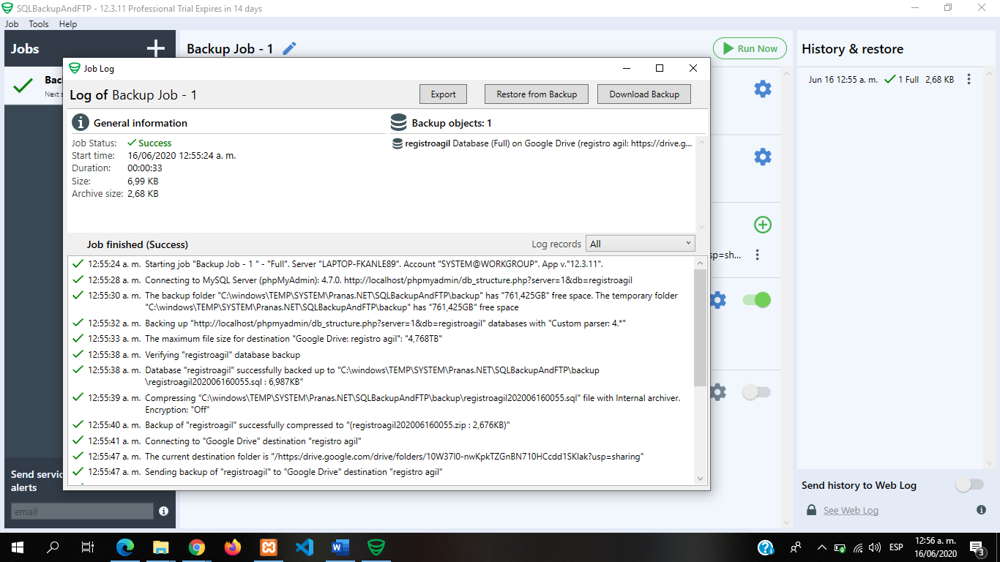 SQLBackupAndFTP - 12.3.11 Professional Trial Expires in 14 days
Job Tools Help
Jobs
Backup Job - 1
Run Now
History & restore
Next s
Jun 16 12:55 a. m. 1 Full 2,68 KB
Job Log
Log of Backup Job - 1
Export
Restore from Backup
Download Backup
General information
Backup objects: 1
Job Status: Success
Start time: 16/06/2020 12:55:24 a. m.
Duration: 00:00:33
Size: 6,99 KB
Archive size: 2,68 KB
registroagil Database (Full) on Google Drive (registro agil: https://drive.g...
Job finished (Success)
Log records All
12:55:24 a. m. Starting job "Backup Job - 1 " - "Full". Server "LAPTOP-FKANLE89". Account "SYSTEM@WORKGROUP". App v."12.3.11".
12:55:28 a. m. Connecting to MySQL Server (phpMyAdmin): 4.7.0. http://localhost/phpmyadmin/db_structure.php?server=1&db=registroagil
12:55:30 a. m. The backup folder "C:\windows\TEMP\SYSTEM\Pranas.NET\SQLBackupAndFTP\backup" has "761,425GB" free space. The temporary folder
"C:\windows\TEMP\SYSTEM\Pranas.NET\SQLBackupAndFTP\backup" has "761,425GB" free space
12:55:32 a. m. Backing up "http://localhost/phpmyadmin/db_structure.php?server=1&db=registroagil" databases with "Custom parser: 4.*"
12:55:33 a. m. The maximum file size for destination "Google Drive: registro agil": "4,768TB"
12:55:38 a. m. Verifying "registroagil" database backup
12:55:38 a. m. Database "registroagil" successfully backed up to "C:\windows\TEMP\SYSTEM\Pranas.NET\SQLBackupAndFTP\backup
\registroagil202006160055.sql : 6,987KB"
12:55:39 a. m. Compressing "C:\windows\TEMP\SYSTEM\Pranas.NET\SQLBackupAndFTP\backup\registroagil202006160055.sql" file with Internal archiver.
Encryption: "Off"
12:55:40 a. m. Backup of "registroagil" successfully compressed to "(registroagil202006160055.zip : 2,676KB)"
12:55:41 a. m. Connecting to "Google Drive" destination "registro agil"
12:55:47 a. m. The current destination folder is "/https:/drive.google.com/drive/folders/10W37I0-nwKpkTZGnBN710HCcdd1SKlak?usp=sharing"
12:55:47 a. m. Sending backup of "registroagil" to "Google Drive" destination "registro agil"
sp=sh...
Send servic
alerts
email
Send history to Web Log
See Web Log
ESP
12:56 a. m.
16/06/2020
3